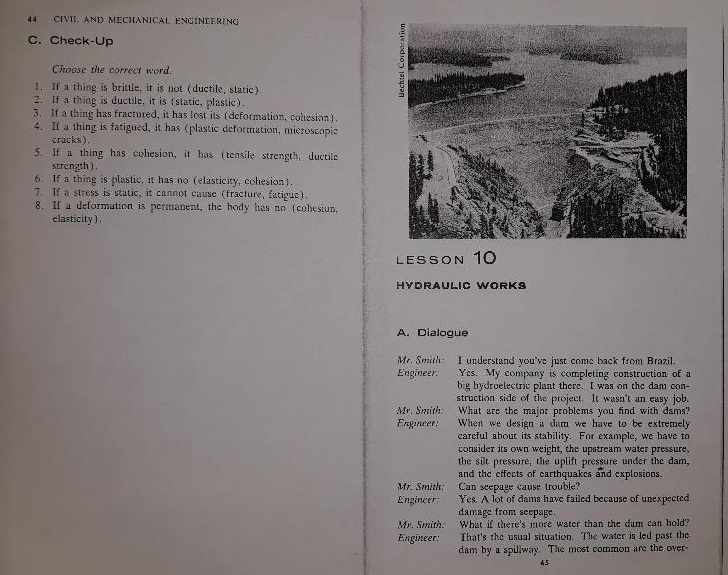 44 CIVIL AND MECHANICAL ENGINEERING
C. Check-Up
Choose the correct word.
1. If a thing is brittle, it is not (ductile, static).
2. If a thing is ductile, it is (static, plastic).
3. If a thing has fractured, it has lost its (deformation, cohesion).
4. If a thing is fatigued, it has (plastic deformation, microscopic
cracks).
5. If a thing has cohesion, it has (tensile strength, ductile
strength).
6. If a thing is plastic, it has no (elasticity, cohesion).
7. If a stress is static, it cannot cause (fracture, fatigue).
8. If a deformation is permanent, the body has no (cohesion,
elasticity).
Bechtel Corporation
LESSON 10
HYDRAULIC WORKS
A. Dialogue
Mr. Smith: I understand you've just come back from Brazil.
Engineer: Yes. My company is completing construction of a
big hydroelectric plant there. I was on the dam con-
struction side of the project. It wasn't an easy job.
Mr. Smith: What are the major problems you find with dams?
Engineer: When we design a dam we have to be extremely
careful about its stability. For example, we have to
consider its own weight, the upstream water pressure,
the silt pressure, the uplift pressure under the dam,
and the effects of earthquakes and explosions.
Mr. Smith: Can seepage cause trouble?
Engineer: Yes. A lot of dams have failed because of unexpected
damage from seepage.
Mr. Smith: What if there's more water than the dam can hold?
Engineer: That's the usual situation. The water is led past the
dam by a spillway. The most common are the over-
45